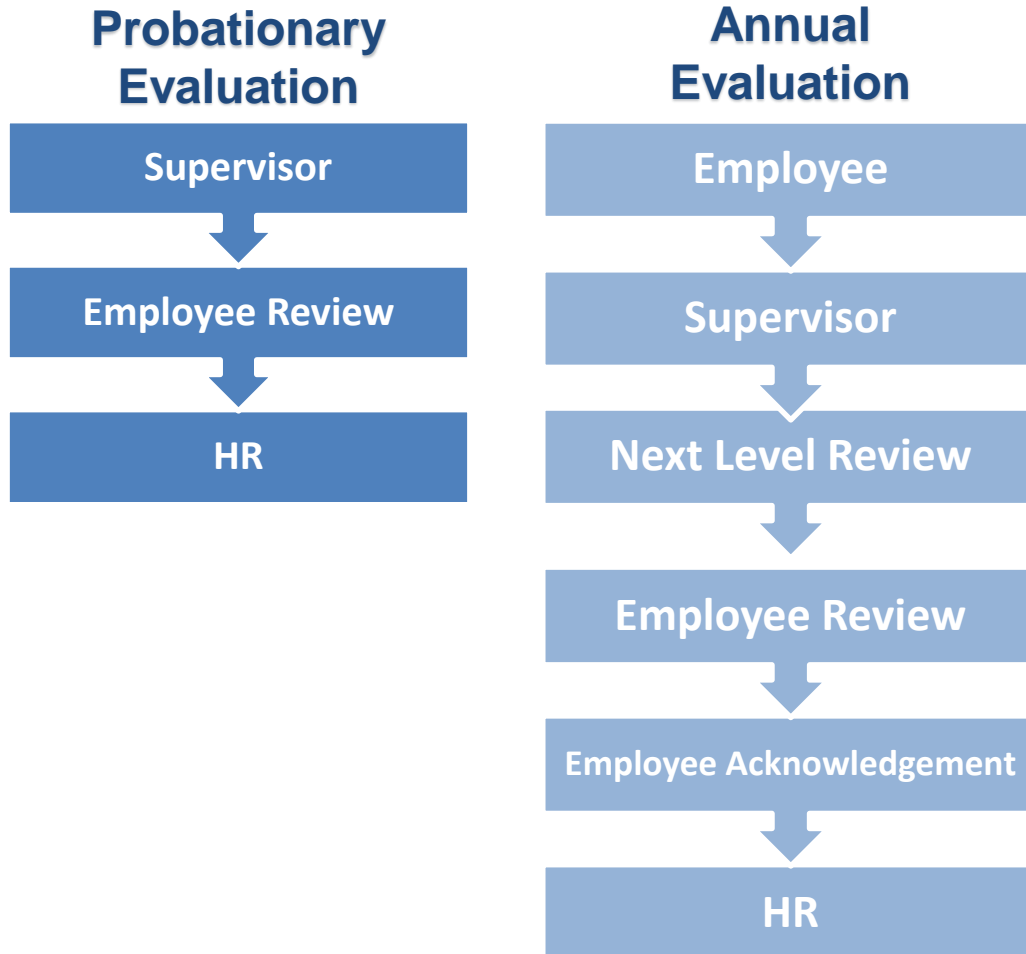 Probationary
Evaluation
Supervisor
Employee Review
HR
Annual
Evaluation
Employee
Supervisor
Next Level Review
Employee Review
Employee Acknowledgement
HR